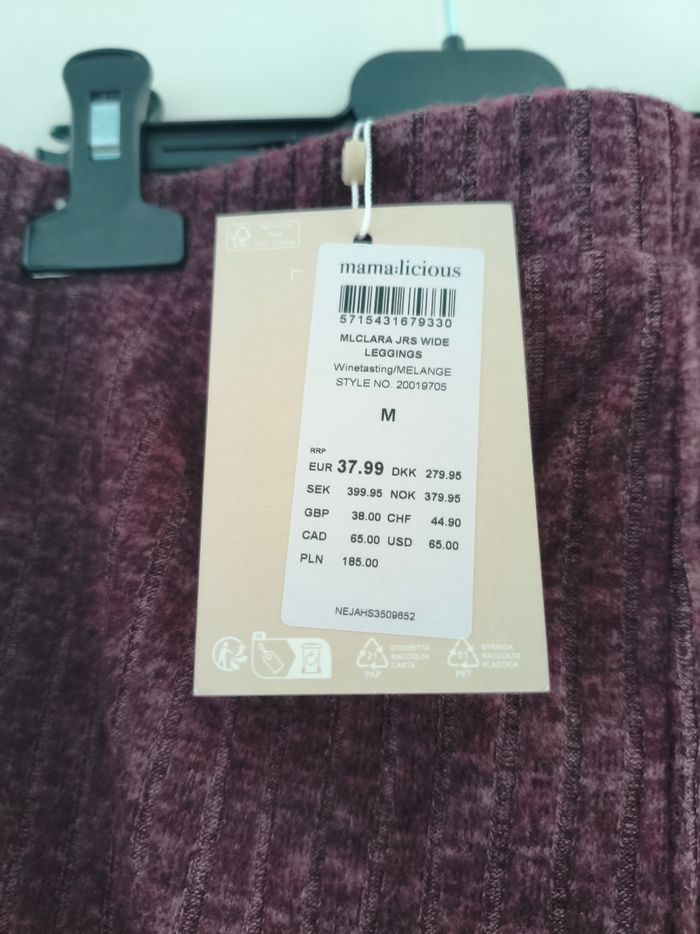 mama:licious
5715431679330
MLCLARA JRS WIDE
LEGGINGS
Winetasting/MELANGE
STYLE NO. 20019705
M
RRP
EUR 37.99 DKK 279.95
SEK 399.95 NOK 379.95
GBP 38.00 CHF 44.90
CAD 65.00 USD 65.00
PLN 185.00
NEJAHS3509652
21
PAP
ETICHETTA
RACCOLTA
CARTA
01
PET
STRINGA
RACCOLTA
PLASTICA